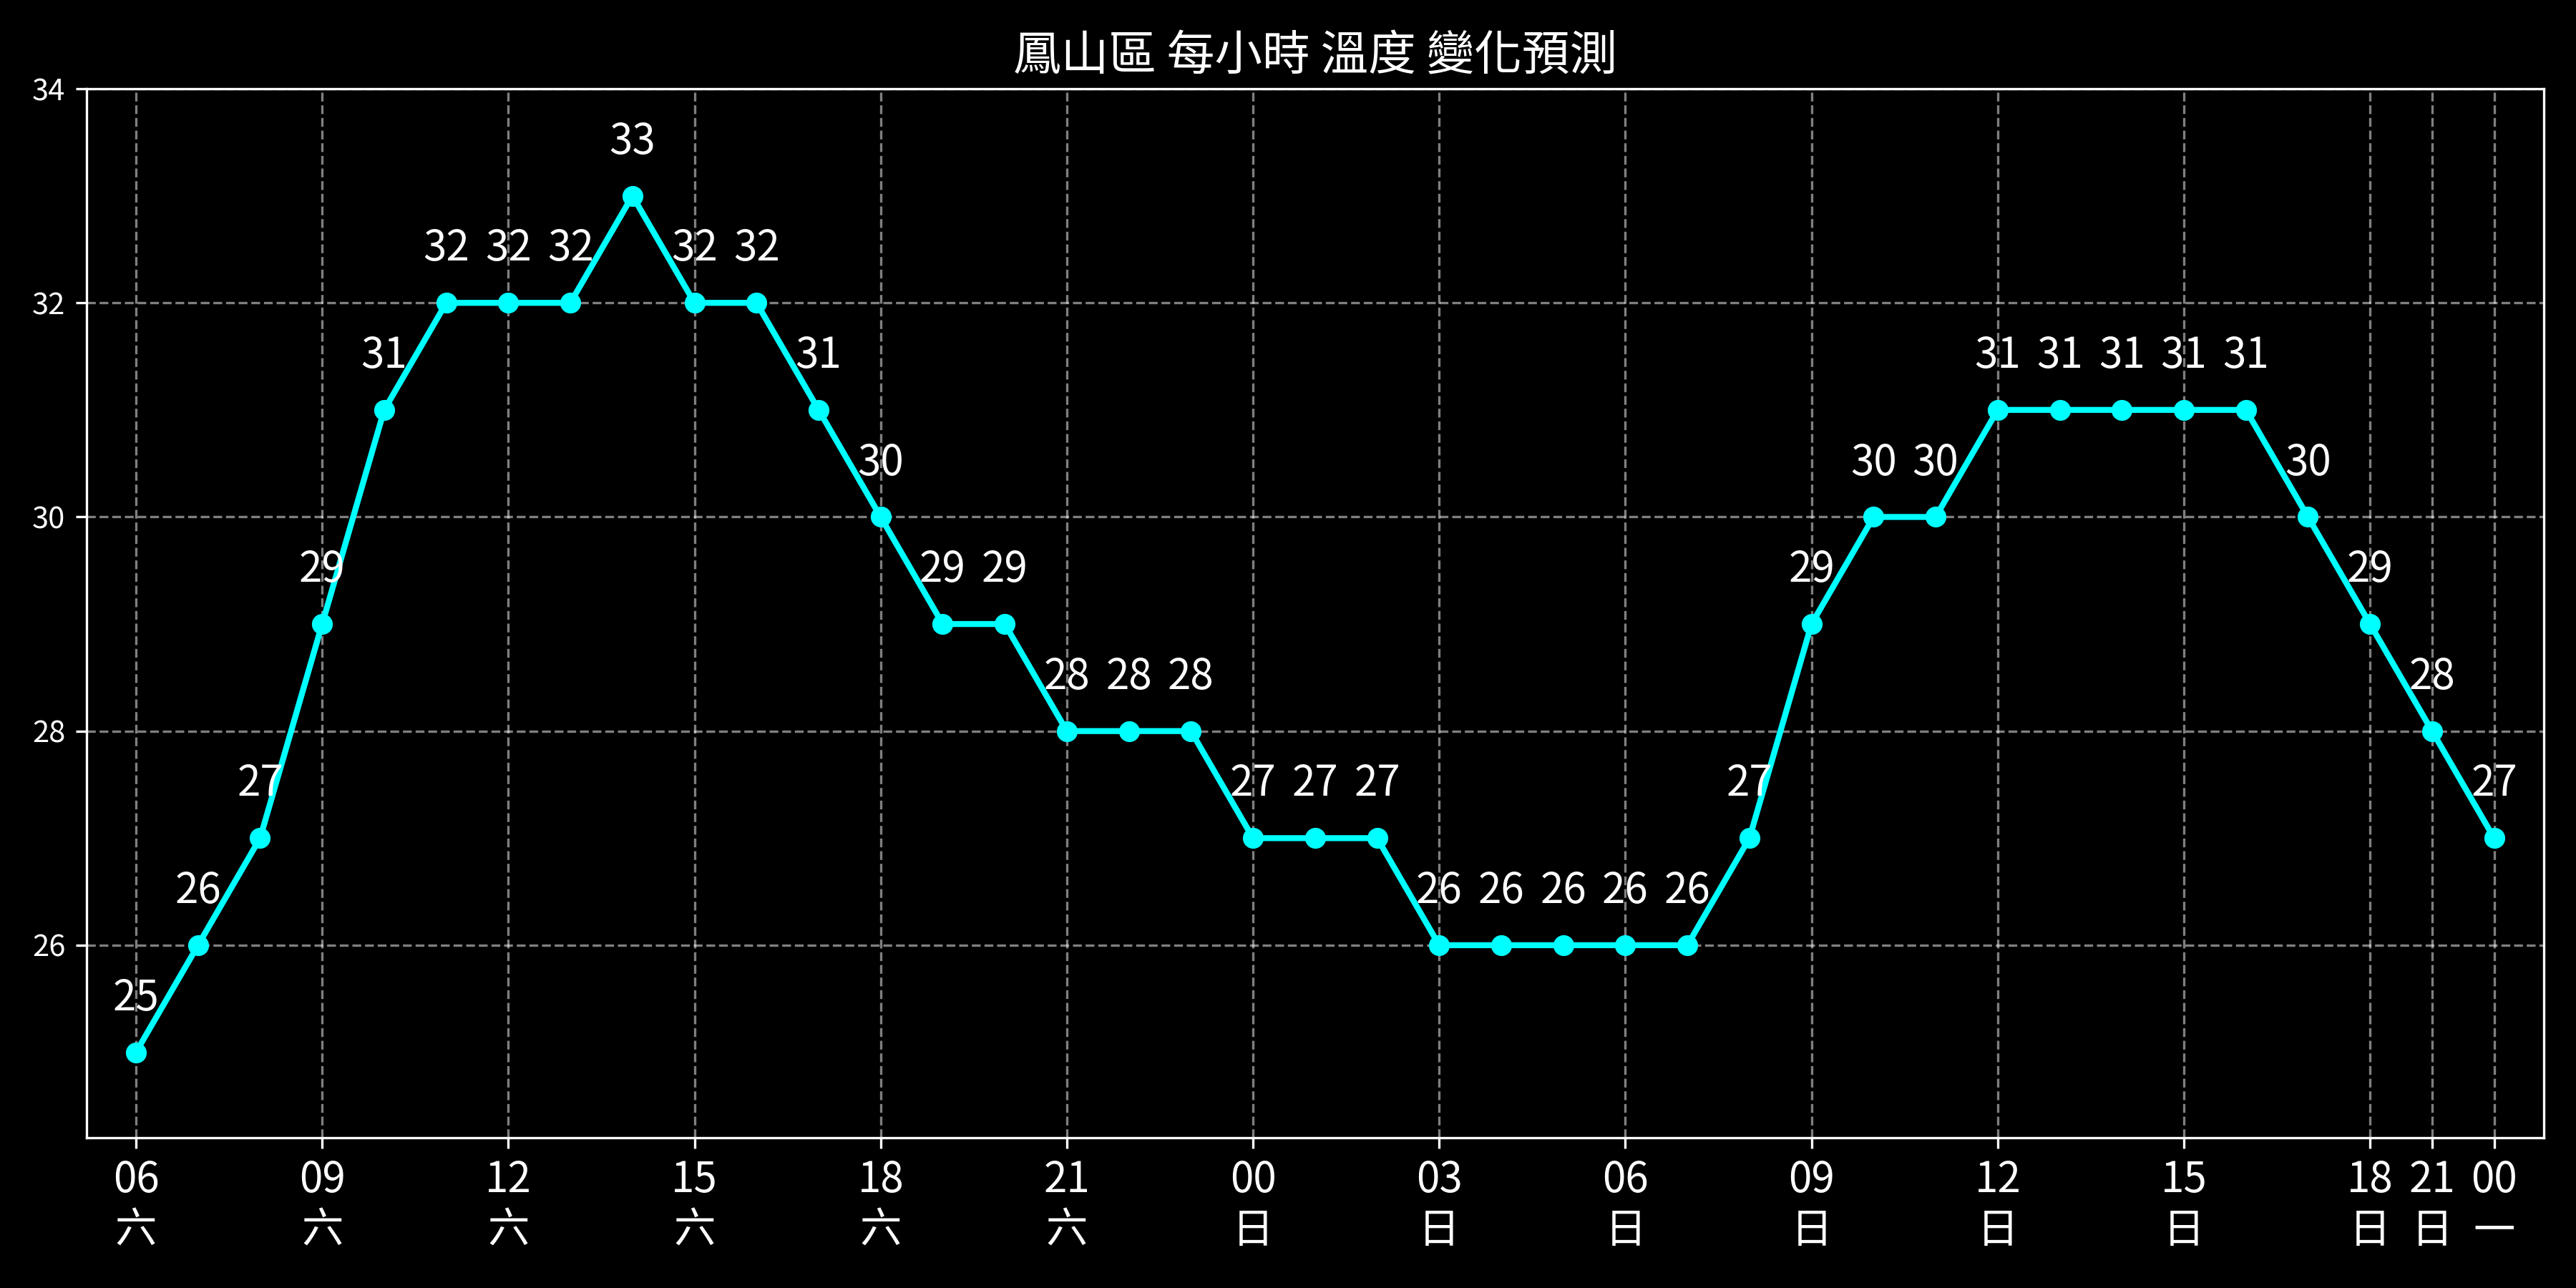 鳳山區 每小時 溫度 變化預測
34
33
32 32 32 32 32
32
31 31 31 31 31 31 31
30 30 30 30
30
29 29 29 29 29
28 28 28 28
28
27 27 27 27 27 27
26 26 26 26 26 26
26
25
06 09 12 15 18 21 00 03 06 09 12 15 18 21 00
六 六 六 六 六 六 日 日 日 日 日 日 日 日 一